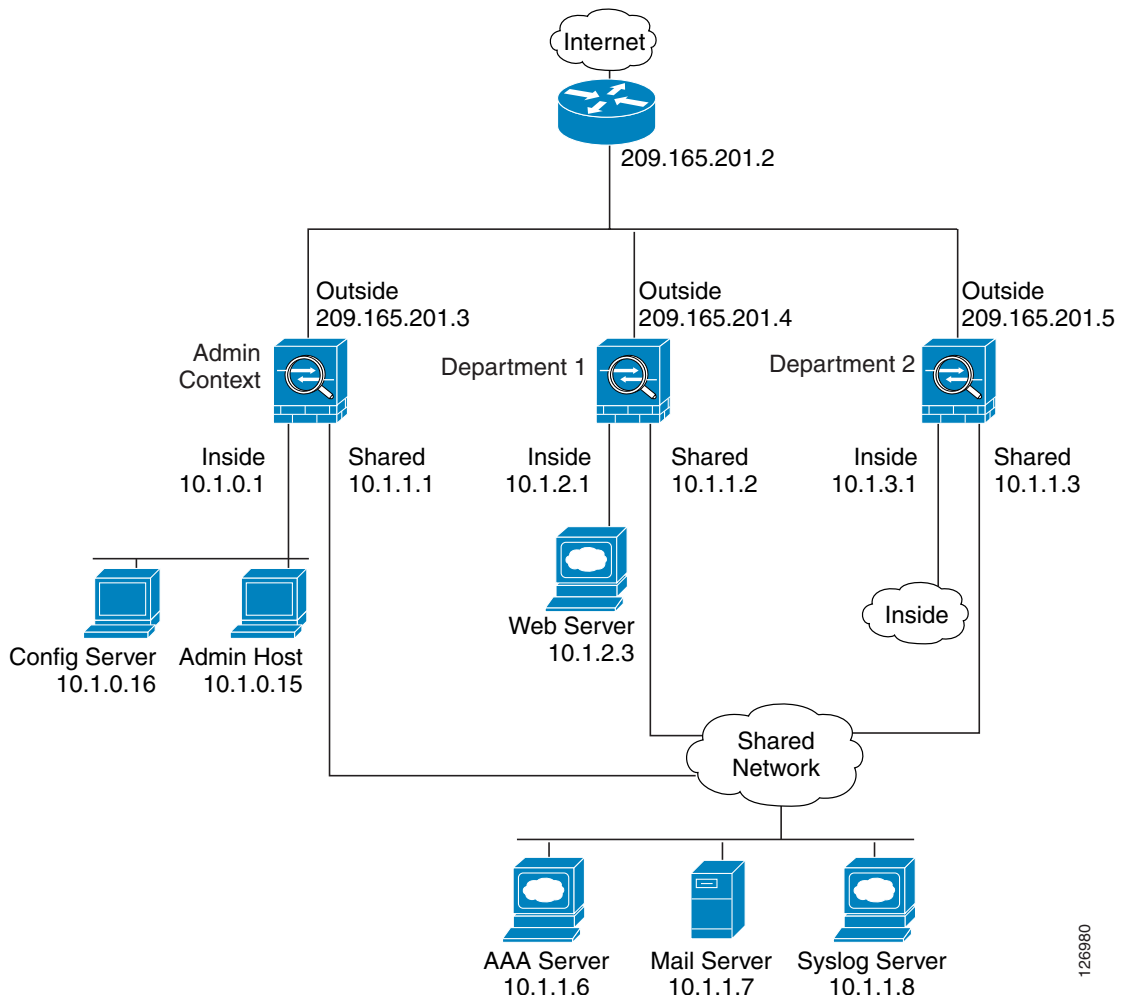 Internet
209.165.201.2
Outside
209.165.201.3
Outside
209.165.201.4
Outside
209.165.201.5
Admin
Context
Department 1
Department 2
Inside
10.1.0.1
Shared
10.1.1.1
Inside
10.1.2.1
Shared
10.1.1.2
Inside
10.1.3.1
Shared
10.1.1.3
Config Server
10.1.0.16
Admin Host
10.1.0.15
Web Server
10.1.2.3
Inside
Shared
Network
AAA Server
10.1.1.6
Mail Server
10.1.1.7
Syslog Server
10.1.1.8
126980